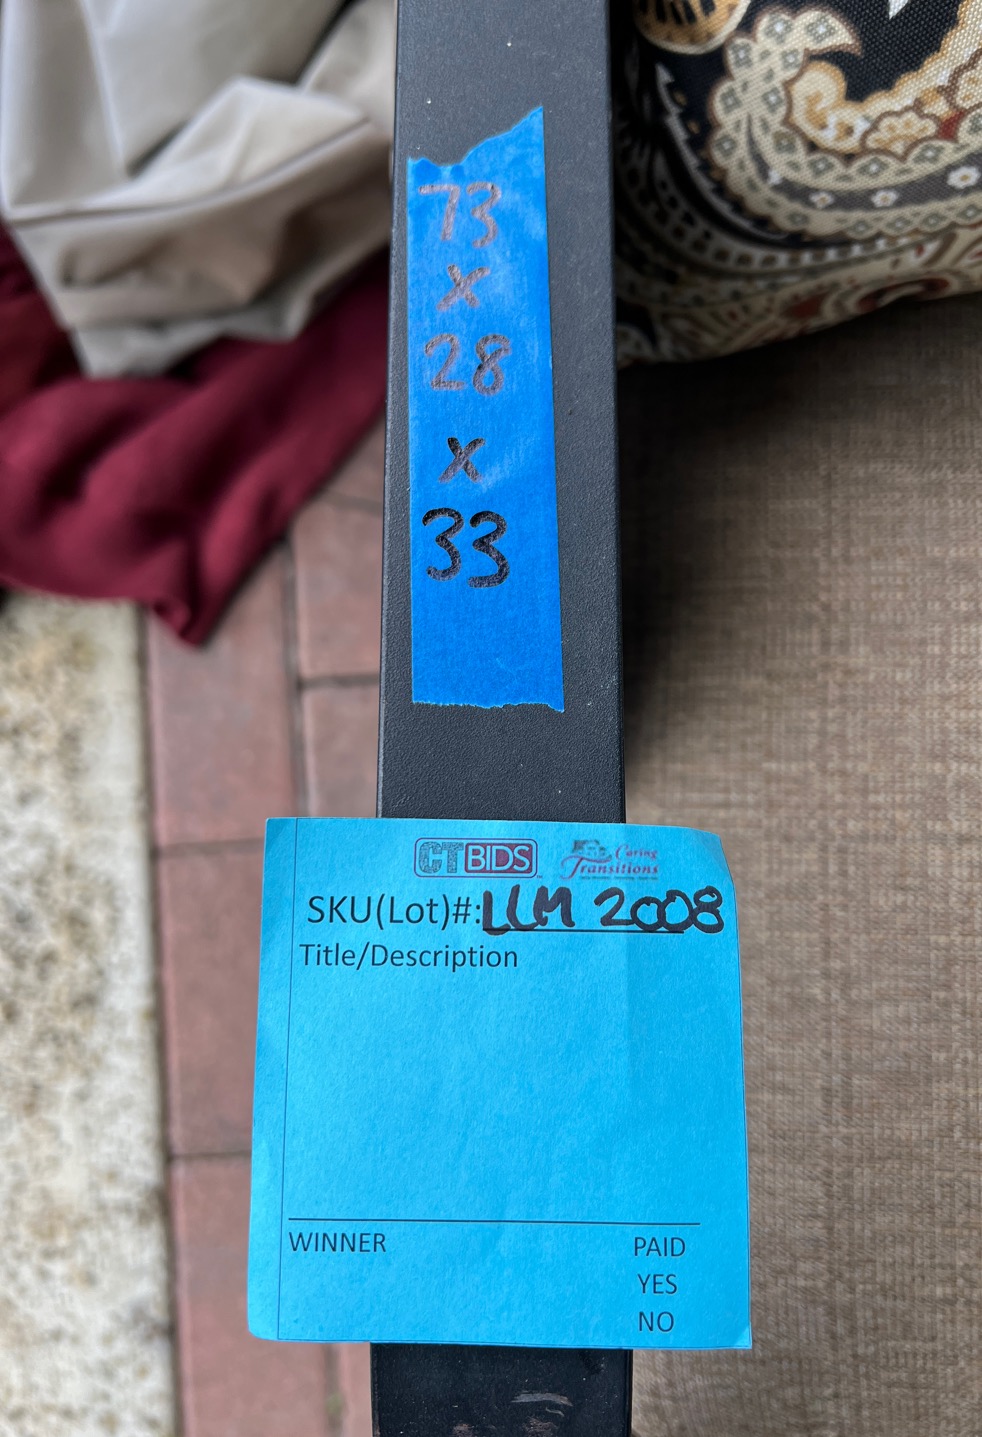 73
x
28
x
33
CTBIDS
Caring
Transitions
SKU(Lot)#: LLM 2008
Title/Description
WINNER
PAID
YES
NO